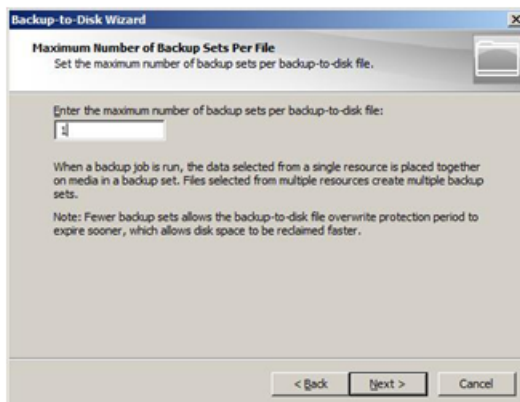 Backup-to-Disk Wizard
Maximum Number of Backup Sets Per File
Set the maximum number of backup sets per backup-to-disk file.
Enter the maximum number of backup sets per backup-to-disk file:
1
When a backup job is run, the data selected from a single resource is placed together
on media in a backup set. Files selected from multiple resources create multiple backup
sets.
Note: Fewer backup sets allows the backup-to-disk file overwrite protection period to
expire sooner, which allows disk space to be reclaimed faster.
< Back
Next >
Cancel